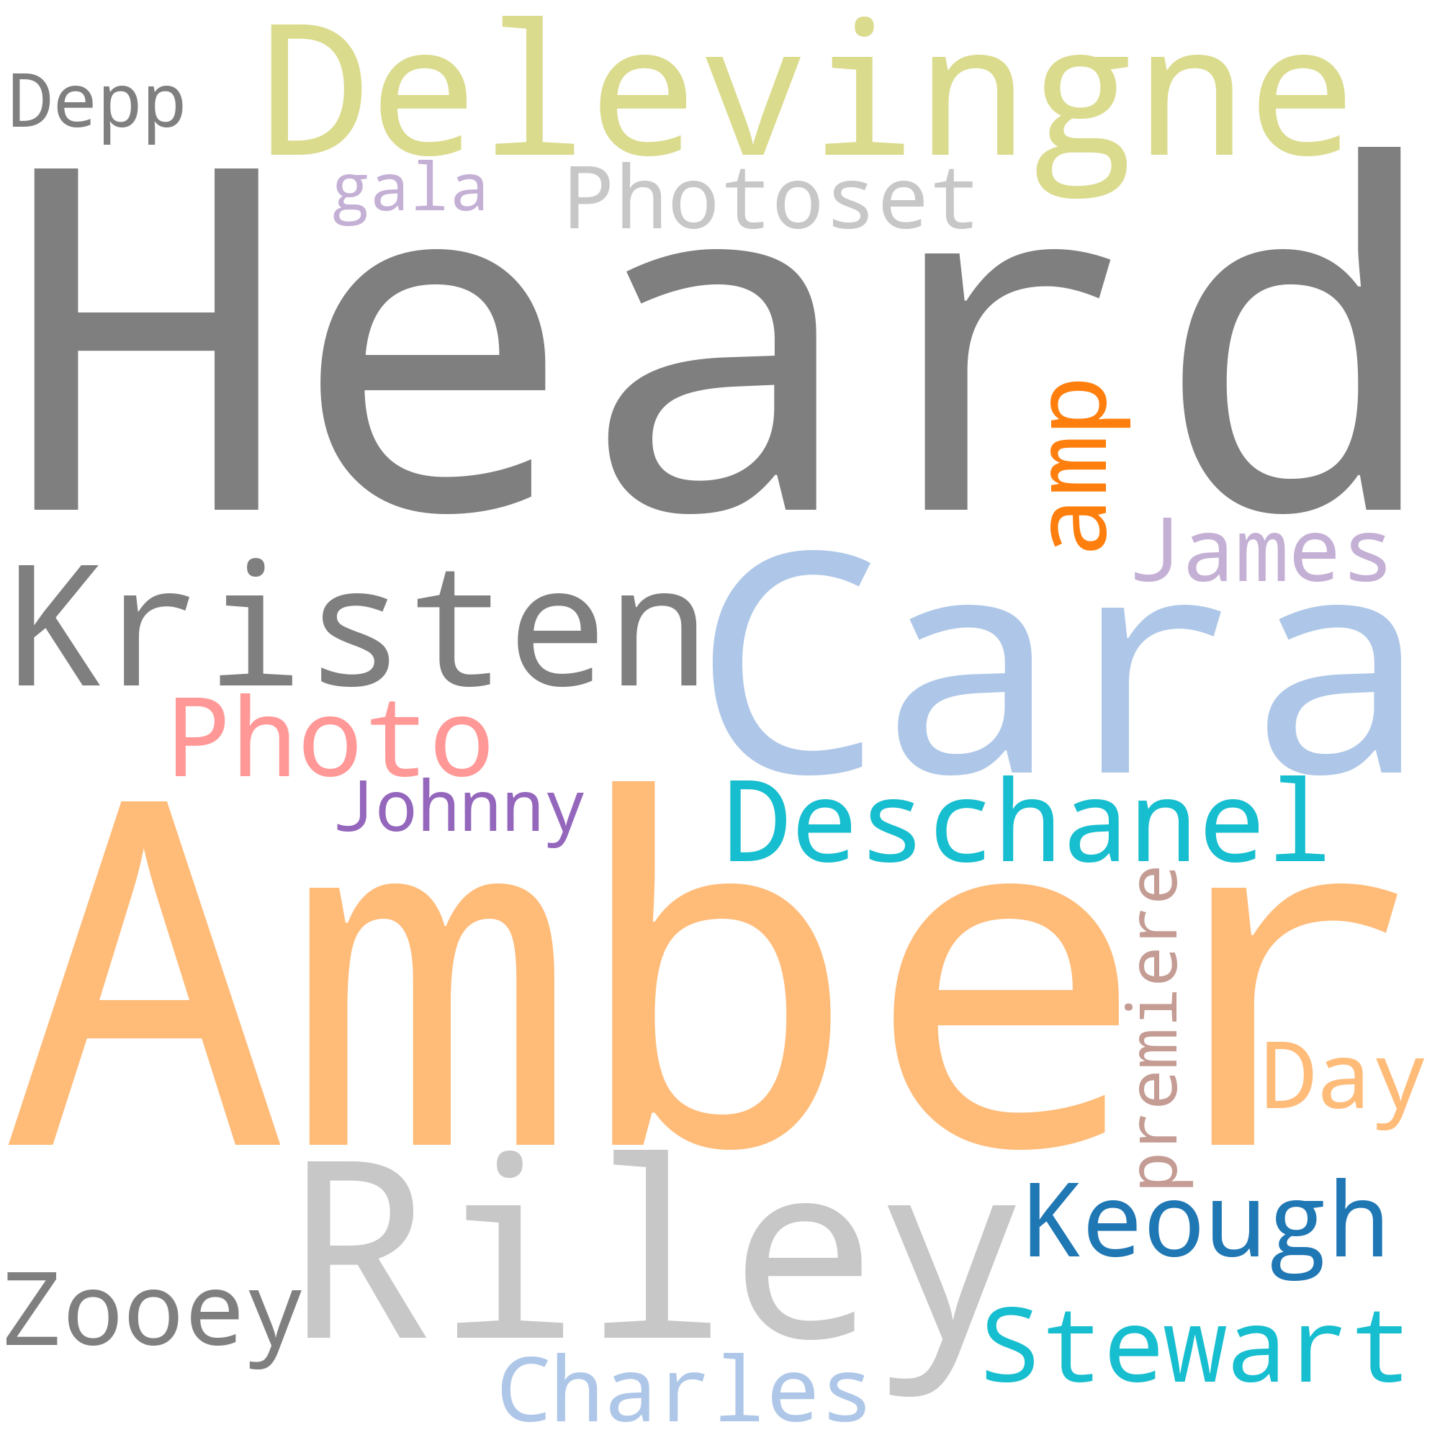 Delevingne
Depp
gala
Photoset
Heard
amp
James
Kristen
Cara
Photo
Johnny
Deschanel
Amber
premiere
Day
Riley
Keough
Zooey
Stewart
Charles